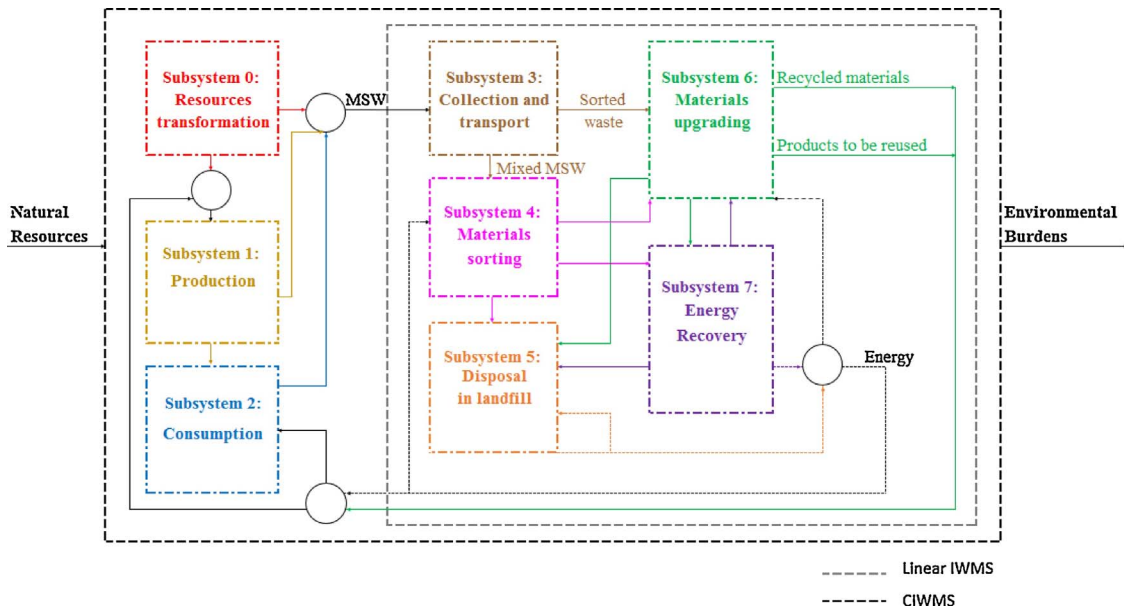 Subsystem 0:
Resources
transformation
MSW
Subsystem 3:
Collection and
transport
Sorted
waste
Subsystem 6:
Materials
upgrading
Recycled materials
Products to be reused
Mixed MSW
Natural
Resources
Subsystem 1:
Production
Subsystem 4:
Materials
sorting
Subsystem 7:
Energy
Recovery
Environmental
Burdens
Subsystem 2:
Consumption
Subsystem 5:
Disposal
in landfill
Energy
Linear IWMS
CIWMS